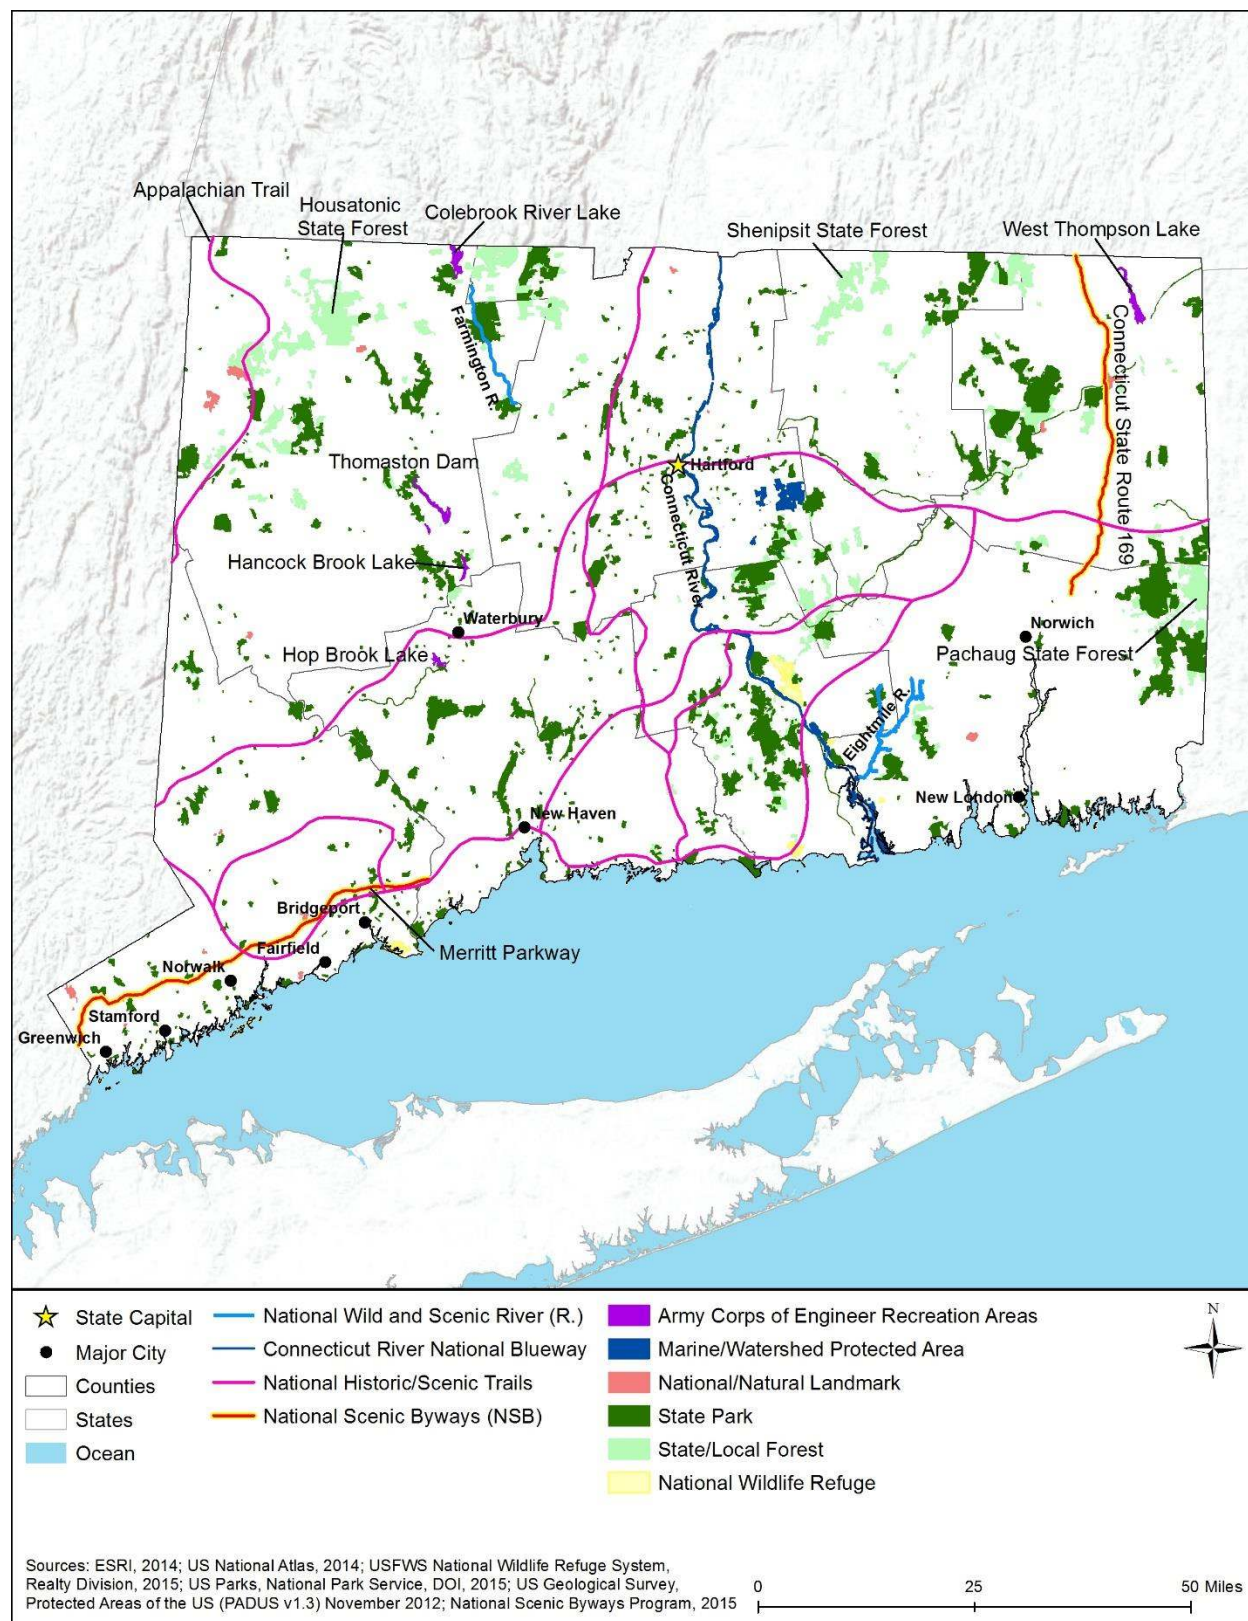 Appalachian Trail
Housatonic
State Forest
Colebrook River Lake
Shenipsit State Forest
West Thompson Lake
Farmington R.
Connecticut State Route 169
Thomaston Dam
Hartford
Connecticut River
Hancock Brook Lake
Waterbury
Norwich
Hop Brook Lake
Pachaug State Forest
Eightmile R.
New London
New Haven
Bridgeport
Merritt Parkway
Fairfield
Norwalk
Stamford
Greenwich
State Capital
Major City
Counties
States
Ocean
National Wild and Scenic River (R.)
Connecticut River National Blueway
National Historic/Scenic Trails
National Scenic Byways (NSB)
Army Corps of Engineer Recreation Areas
Marine/Watershed Protected Area
National/Natural Landmark
State Park
State/Local Forest
National Wildlife Refuge
N
Sources: ESRI, 2014; US National Atlas, 2014; USFWS National Wildlife Refuge System,
Realty Division, 2015; US Parks, National Park Service, DOI, 2015; US Geological Survey,
Protected Areas of the US (PADUS v1.3) November 2012; National Scenic Byways Program, 2015
0 25 50 Miles